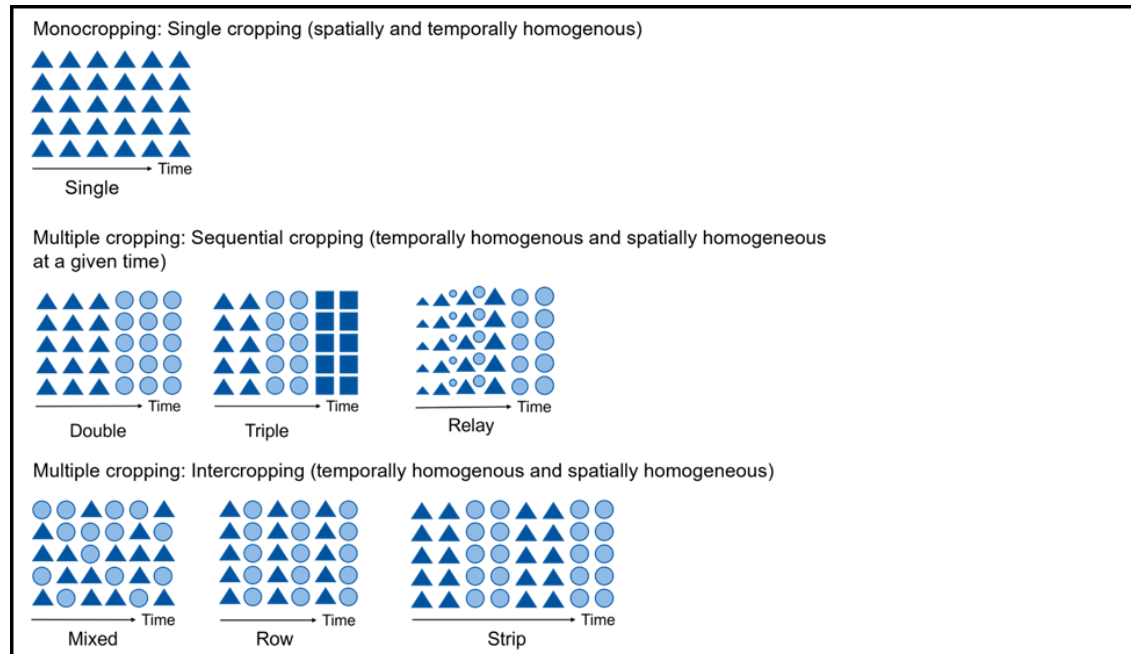 Monocropping: Single cropping (spatially and temporally homogenous)
Time
Single
Multiple cropping: Sequential cropping (temporally homogenous and spatially homogeneous
at a given time)
Time
Time
Time
Double
Triple
Relay
Multiple cropping: Intercropping (temporally homogenous and spatially homogeneous)
Time
Time
Time
Mixed
Row
Strip